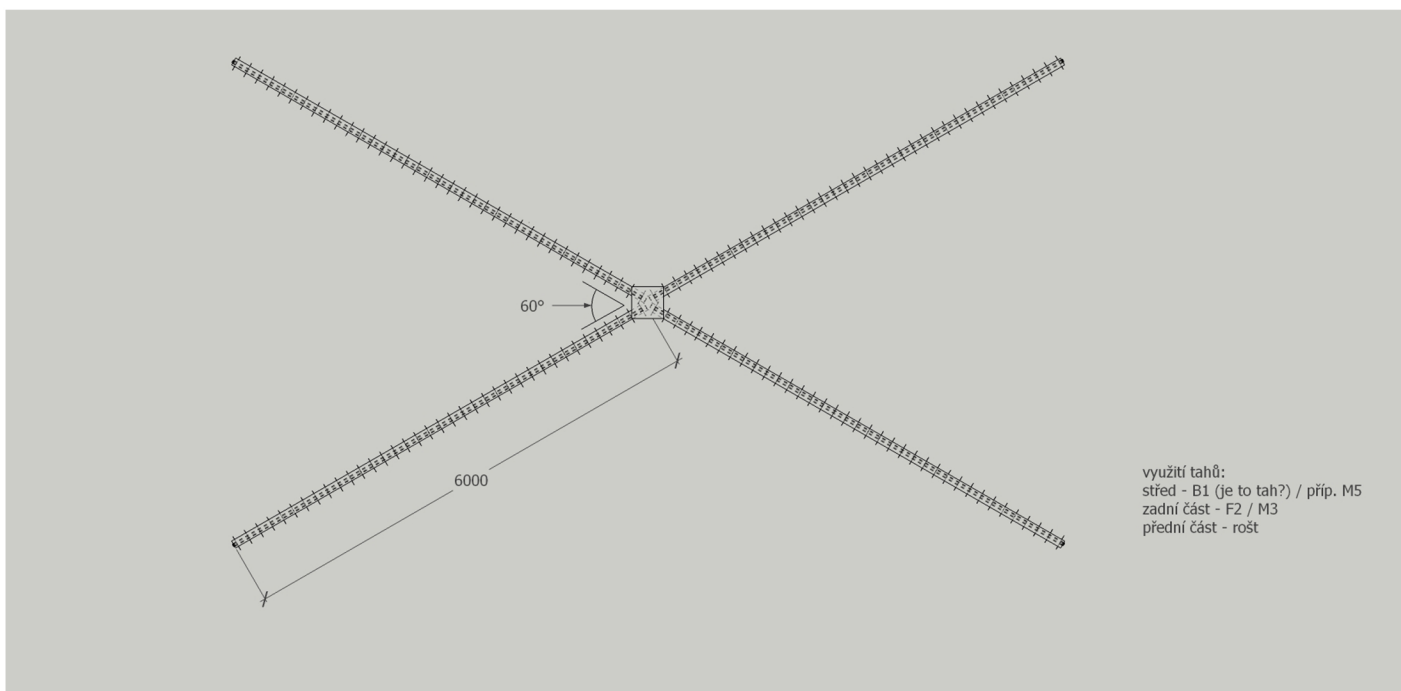 60°
6000
využití tahů:
střed - B1 (je to tah?) / příp. M5
zadní část - F2 / M3
přední část - rošt